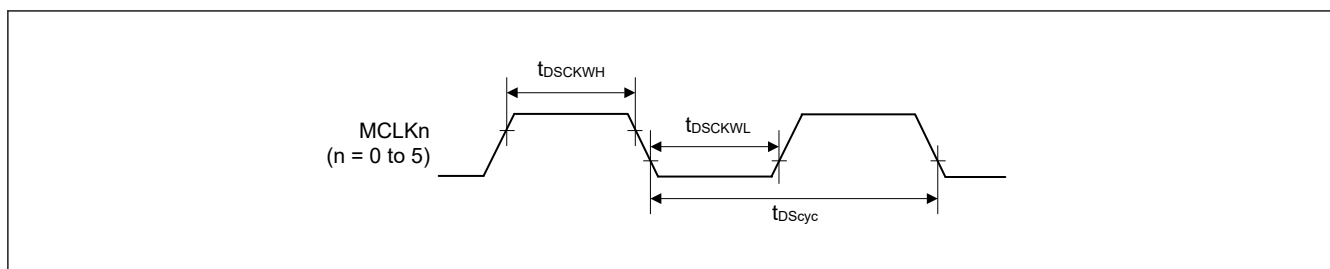 tDSCKWH
MCLKn
(n = 0 to 5)
tDSCKWL
tDScyc